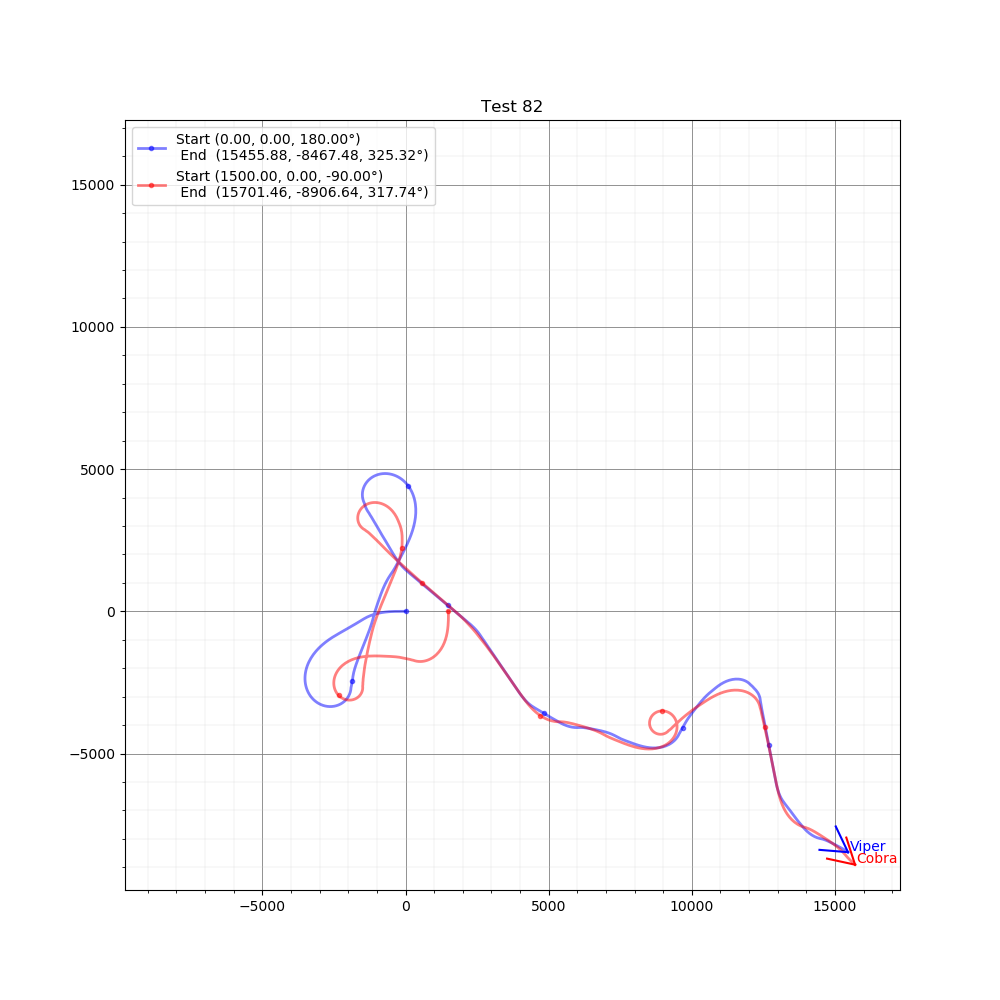 Test 82
Start (0.00, 0.00, 180.00°)
End  (15455.88, -8467.48, 325.32°)
Start (1500.00, 0.00, -90.00°)
End  (15701.46, -8906.64, 317.74°)
15000
10000
5000
0
−5000
Viper
Cobra
−5000
0
5000
10000
15000